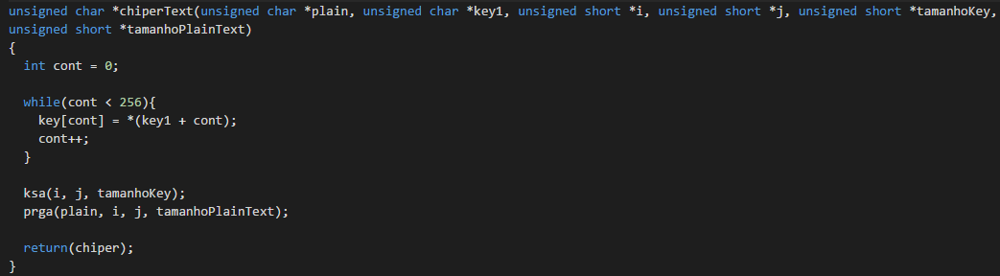 unsigned char *chiperText(unsigned char *plain, unsigned char *key1, unsigned short *i, unsigned short *j, unsigned short *tamanhoKey,
unsigned short *tamanhoPlainText)
{
  int cont = 0;

  while(cont < 256){
    key[cont] = *(key1 + cont);
    cont++;
  }

  ksa(i, j, tamanhoKey);
  prga(plain, i, j, tamanhoPlainText);

  return(chiper);
}